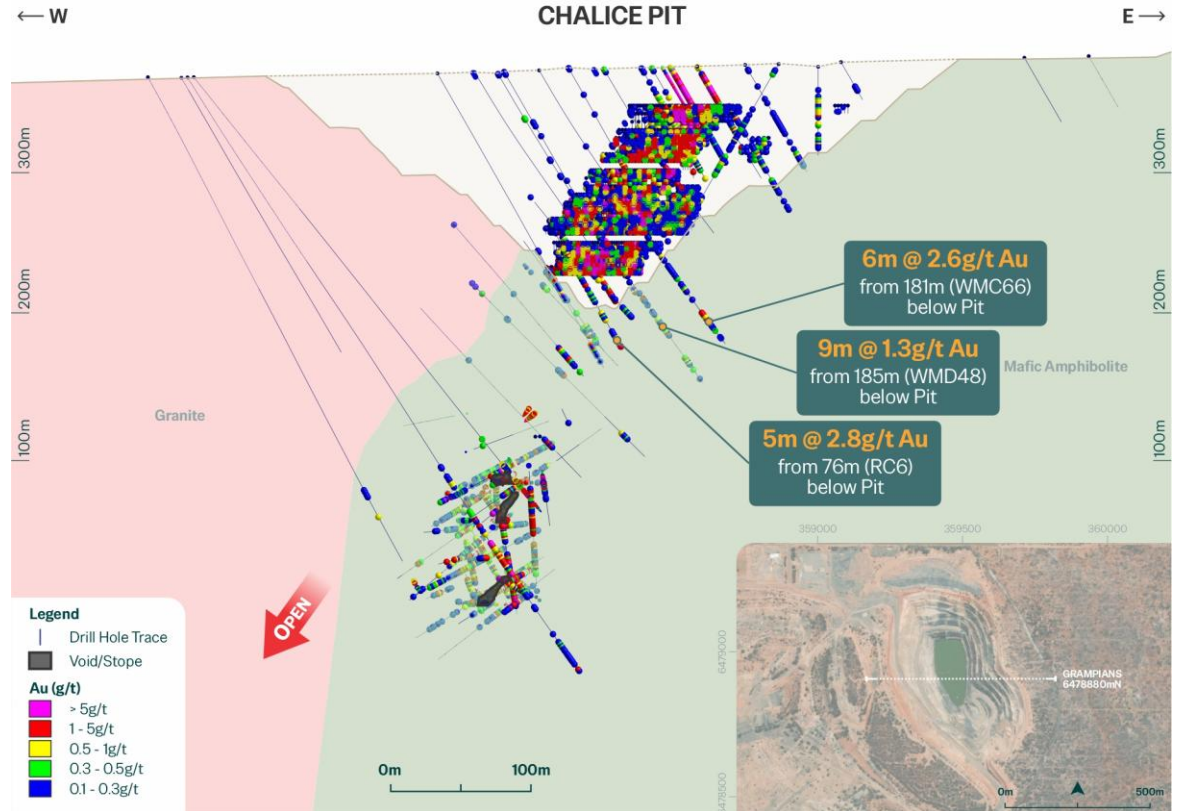 ← W
CHALICE PIT
E →
300m
200m
100m
300m
200m
100m
6m @ 2.6g/t Au
from 181m (WMC66)
below Pit
9m @ 1.3g/t Au
from 185m (WMD48)
below Pit
Mafic Amphibolite
5m @ 2.8g/t Au
from 76m (RC6)
below Pit
Granite
OPEN
Legend
Drill Hole Trace
Void/Stope
Au (g/t)
> 5g/t
1 - 5g/t
0.5 - 1g/t
0.3 - 0.5g/t
0.1 - 0.3g/t
0m
100m
359000
359500
360000
6479000
6478500
GRAMPIANS
6478880mN
0m
500m